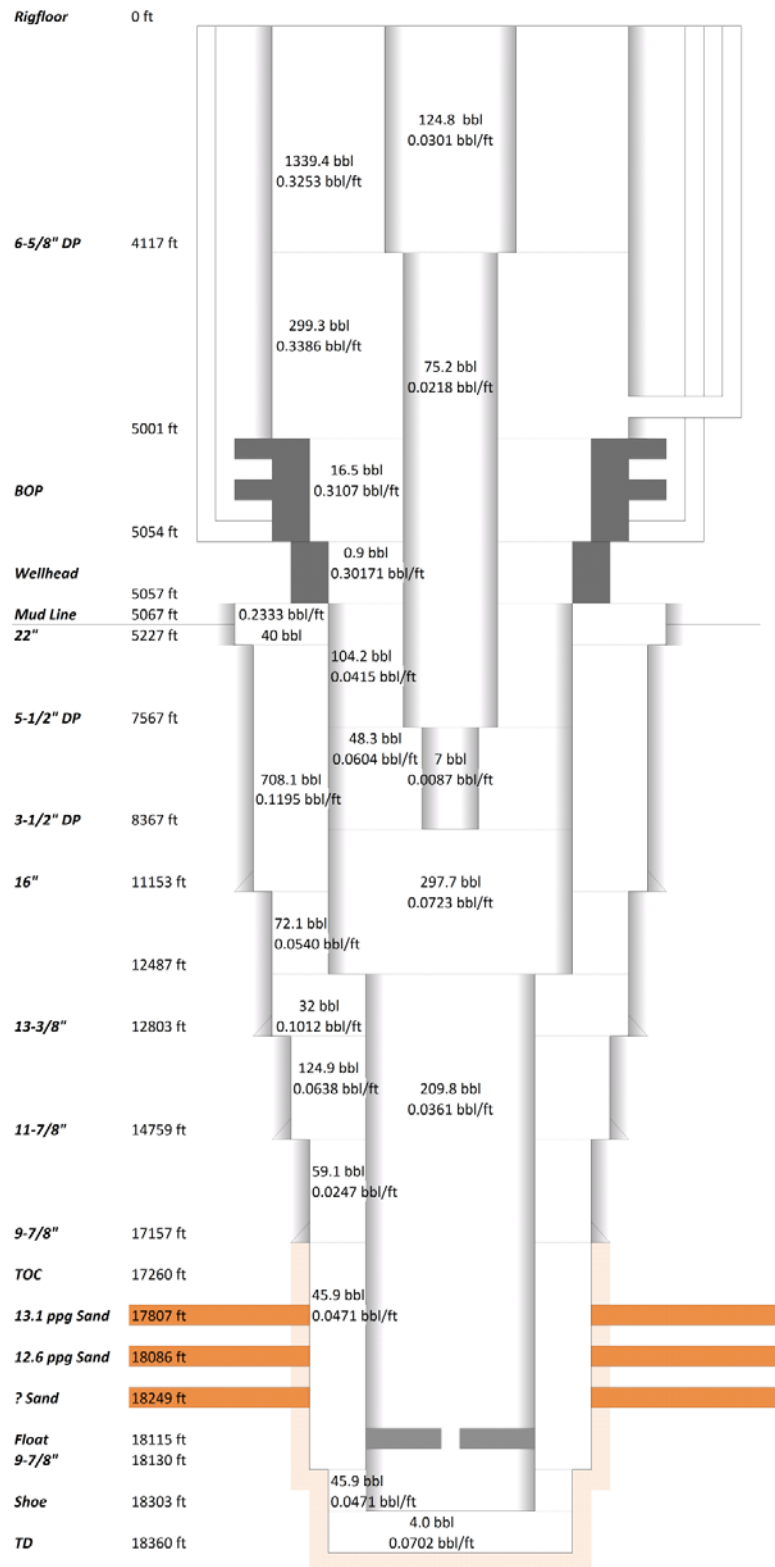 Rigfloor 0 ft
124.8 bbl
0.0301 bbl/ft
1339.4 bbl
0.3253 bbl/ft
6-5/8" DP 4117 ft
299.3 bbl
0.3386 bbl/ft
75.2 bbl
0.0218 bbl/ft
5001 ft
16.5 bbl
0.3107 bbl/ft
BOP
5054 ft
0.9 bbl
0.30171 bbl/ft
Wellhead
5057 ft
Mud Line 5067 ft
0.2333 bbl/ft
22" 5227 ft
40 bbl
104.2 bbl
0.0415 bbl/ft
5-1/2" DP 7567 ft
48.3 bbl
0.0604 bbl/ft
7 bbl
0.0087 bbl/ft
708.1 bbl
0.1195 bbl/ft
3-1/2" DP 8367 ft
16" 11153 ft
297.7 bbl
0.0723 bbl/ft
72.1 bbl
0.0540 bbl/ft
12487 ft
32 bbl
0.1012 bbl/ft
13-3/8" 12803 ft
124.9 bbl
0.0638 bbl/ft
209.8 bbl
0.0361 bbl/ft
11-7/8" 14759 ft
59.1 bbl
0.0247 bbl/ft
9-7/8" 17157 ft
TOC 17260 ft
45.9 bbl
0.0471 bbl/ft
13.1 ppg Sand 17807 ft
12.6 ppg Sand 18086 ft
? Sand 18249 ft
Float 18115 ft
9-7/8" 18130 ft
45.9 bbl
0.0471 bbl/ft
Shoe 18303 ft
4.0 bbl
0.0702 bbl/ft
TD 18360 ft